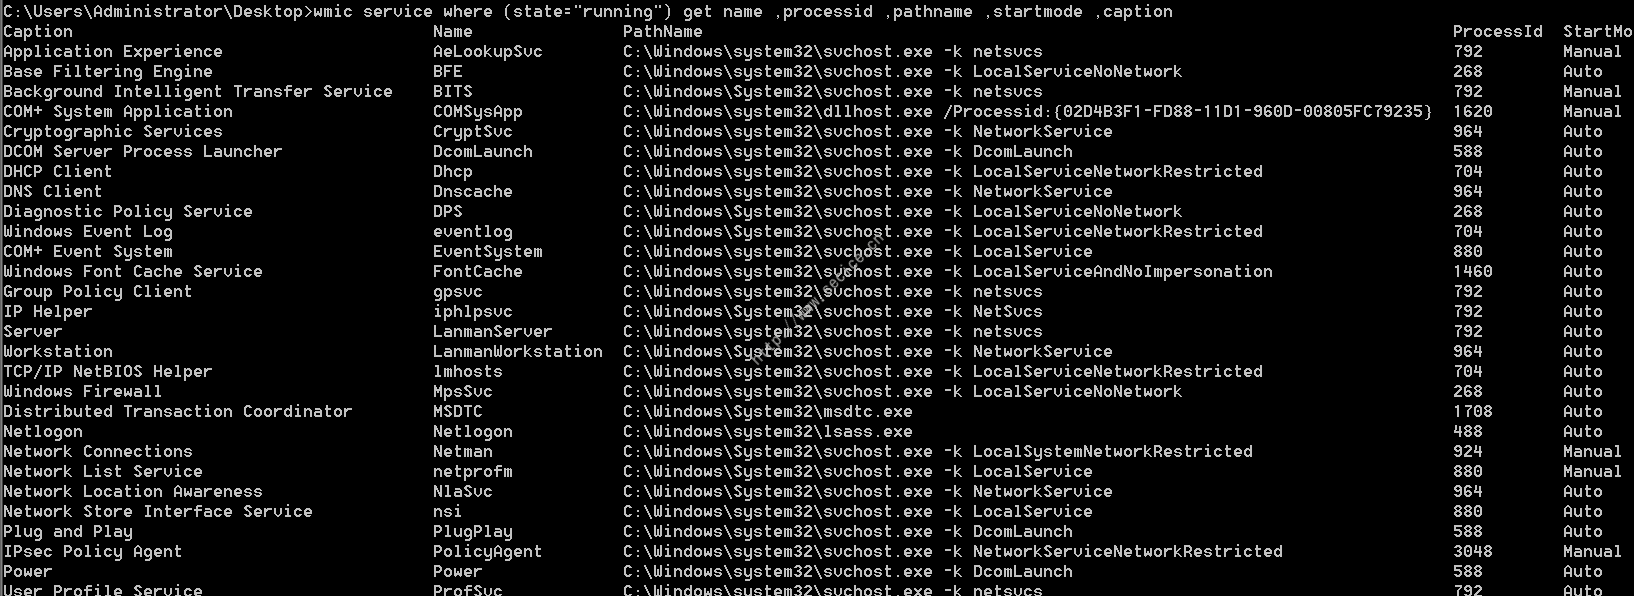 C:\Users\Administrator\Desktop>wmic service where (state="running") get name ,processid ,pathname ,startmode ,caption
Caption Name PathName ProcessId StartMo
Application Experience AeLookupSvc C:\Windows\system32\svchost.exe -k netsvcs 792 Manual
Base Filtering Engine BFE C:\Windows\system32\svchost.exe -k LocalServiceNoNetwork 268 Auto
Background Intelligent Transfer Service BITS C:\Windows\System32\svchost.exe -k netsvcs 792 Manual
COM+ System Application COMSysApp C:\Windows\system32\dllhost.exe /Processid:{02D4B3F1-FD88-11D1-960D-00805FC79235} 1620 Manual
Cryptographic Services CryptSvc C:\Windows\system32\svchost.exe -k NetworkService 964 Auto
DCOM Server Process Launcher DcomLaunch C:\Windows\system32\svchost.exe -k DcomLaunch 588 Auto
DHCP Client Dhcp C:\Windows\system32\svchost.exe -k LocalServiceNetworkRestricted 704 Auto
DNS Client Dnscache C:\Windows\system32\svchost.exe -k NetworkService 964 Auto
Diagnostic Policy Service DPS C:\Windows\System32\svchost.exe -k LocalServiceNoNetwork 268 Auto
Windows Event Log eventlog C:\Windows\System32\svchost.exe -k LocalServiceNetworkRestricted 704 Auto
COM+ Event System EventSystem C:\Windows\system32\svchost.exe -k LocalService 880 Auto
Windows Font Cache Service FontCache C:\Windows\system32\svchost.exe -k LocalServiceAndNoImpersonation 1460 Auto
Group Policy Client gpsvc C:\Windows\system32\svchost.exe -k netsvcs 792 Auto
IP Helper iphlpsvc C:\Windows\System32\svchost.exe -k NetSvcs 792 Auto
Server LanmanServer C:\Windows\system32\svchost.exe -k netsvcs 792 Auto
Workstation LanmanWorkstation C:\Windows\System32\svchost.exe -k NetworkService 964 Auto
TCP/IP NetBIOS Helper lmhosts C:\Windows\system32\svchost.exe -k LocalServiceNetworkRestricted 704 Auto
Windows Firewall MpsSvc C:\Windows\system32\svchost.exe -k LocalServiceNoNetwork 268 Auto
Distributed Transaction Coordinator MSDTC C:\Windows\System32\msdtc.exe 1708 Auto
Netlogon Netlogon C:\Windows\system32\lsass.exe 488 Auto
Network Connections Netman C:\Windows\System32\svchost.exe -k LocalSystemNetworkRestricted 924 Manual
Network List Service netprofm C:\Windows\System32\svchost.exe -k LocalService 880 Manual
Network Location Awareness NlaSvc C:\Windows\System32\svchost.exe -k NetworkService 964 Auto
Network Store Interface Service nsi C:\Windows\system32\svchost.exe -k LocalService 880 Auto
Plug and Play PlugPlay C:\Windows\system32\svchost.exe -k DcomLaunch 588 Auto
IPsec Policy Agent PolicyAgent C:\Windows\system32\svchost.exe -k NetworkServiceNetworkRestricted 3048 Manual
Power Power C:\Windows\system32\svchost.exe -k DcomLaunch 588 Auto
User Profile Service ProfSvc C:\Windows\system32\svchost.exe -k netsvcs 792 Auto